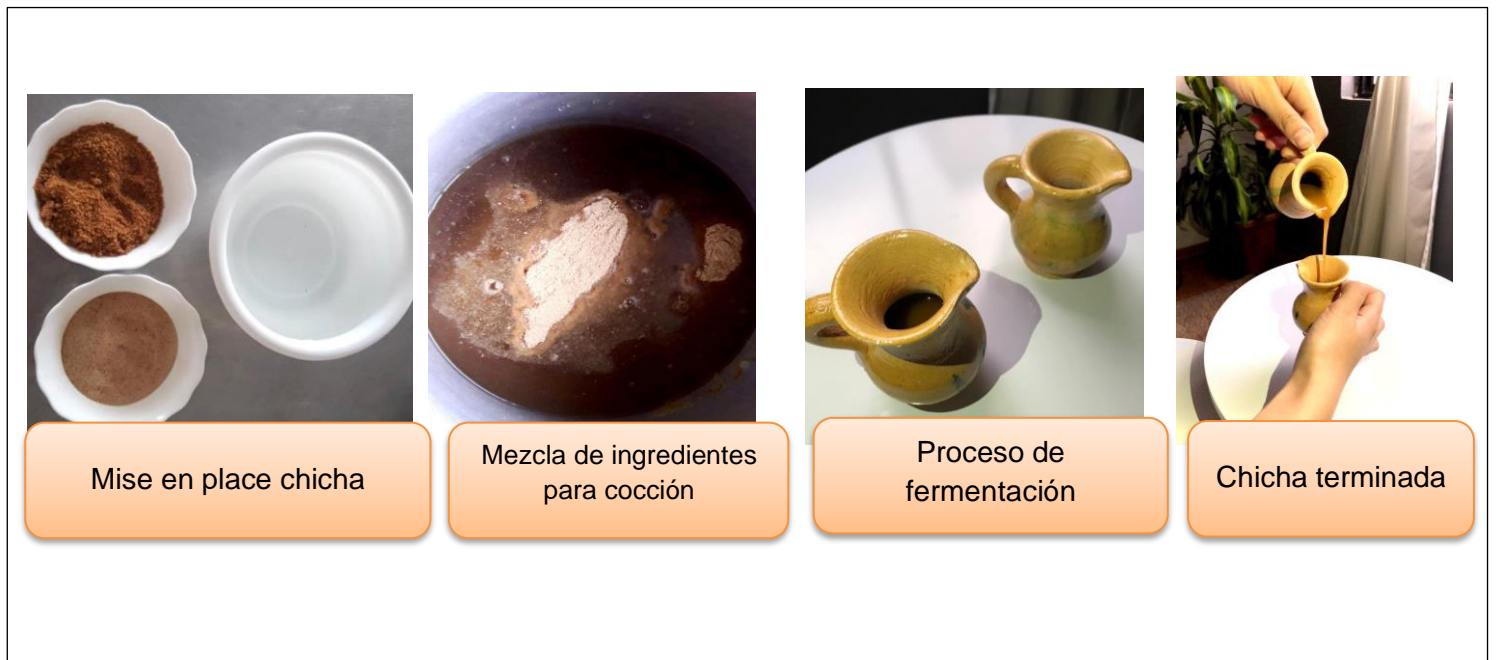 Mise en place chicha
Mezcla de ingredientes
para cocción
Proceso de
fermentación
Chicha terminada